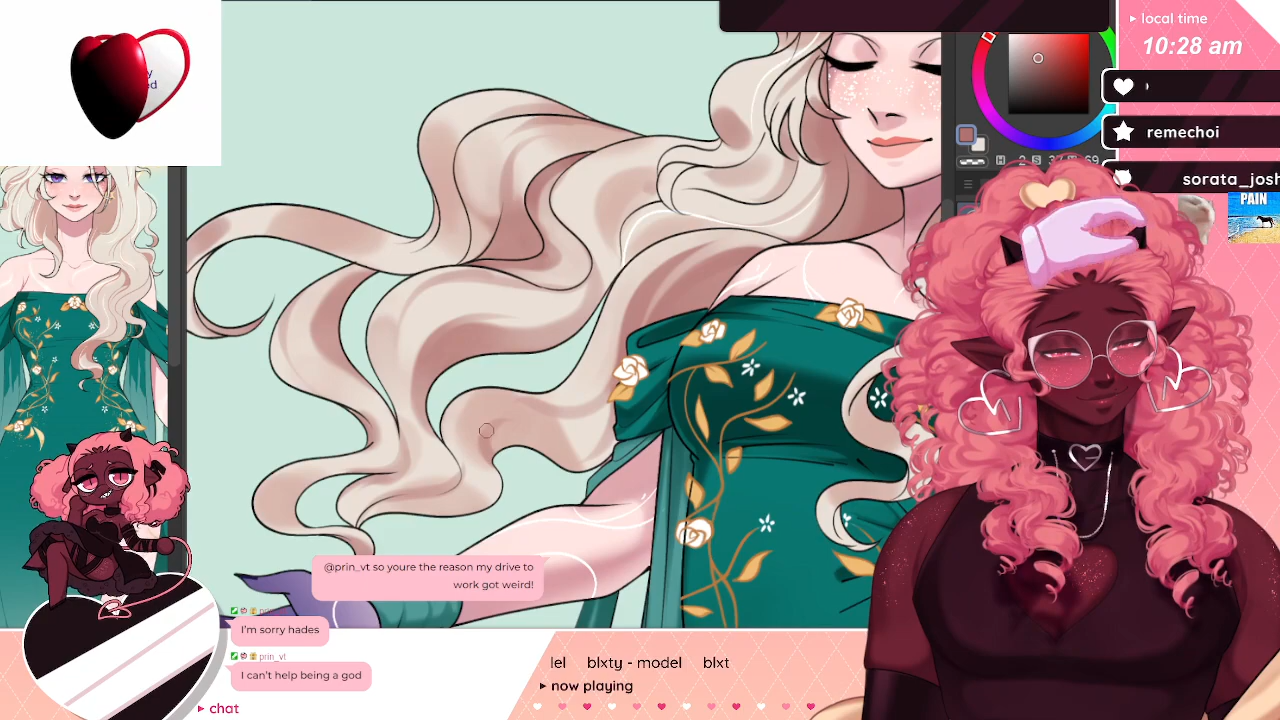 ▸ local time
10:28 am
remechoi
sorata_josh
PAIN
@prin_vt so youre the reason my drive to
work got weird!
I'm sorry hades
prin_vt
I can't help being a god
▸ chat
lel blxty - model blxt
▸ now playing